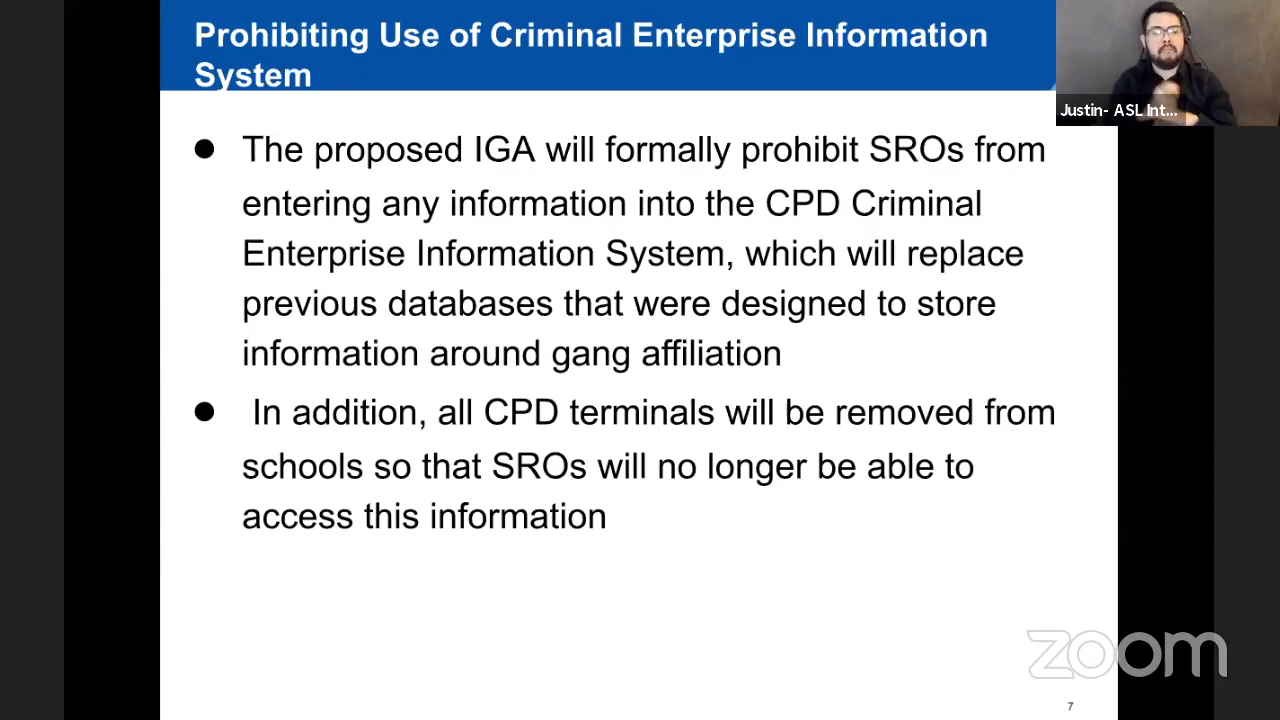 Prohibiting Use of Criminal Enterprise Information
System
Justin- ASL Int...
● The proposed IGA will formally prohibit SROs from
entering any information into the CPD Criminal
Enterprise Information System, which will replace
previous databases that were designed to store
information around gang affiliation
● In addition, all CPD terminals will be removed from
schools so that SROs will no longer be able to
access this information
zoom
7